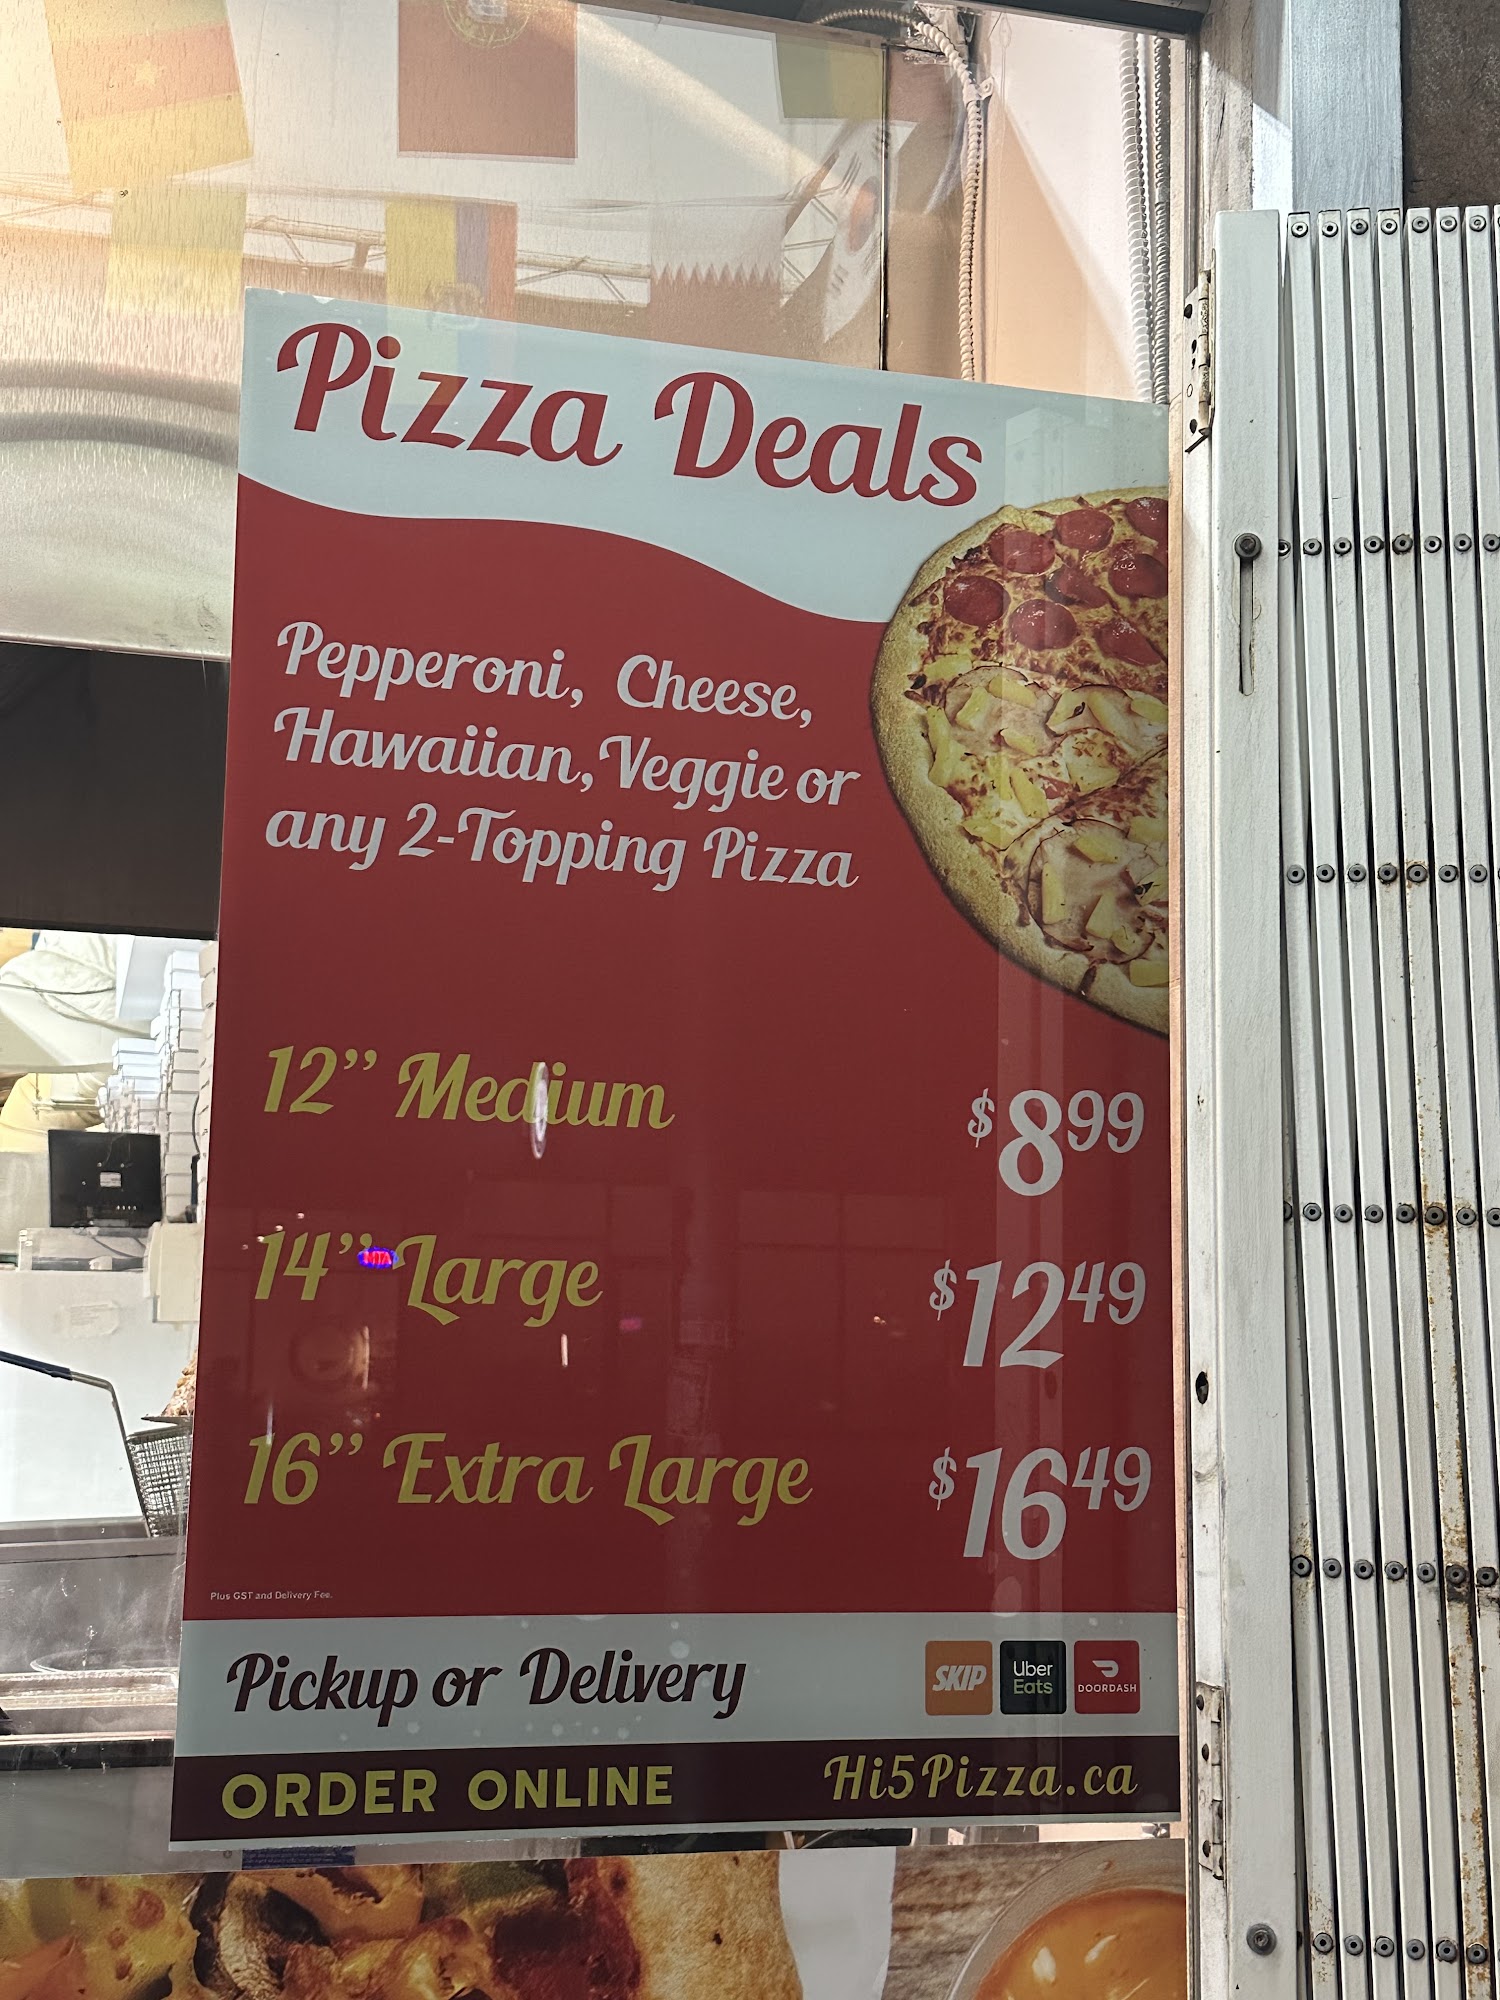 Pizza Deals
Pepperoni, Cheese,
Hawaiian, Veggie or
any 2-Topping Pizza
12" Medium $8.99
14" Large $12.49
16" Extra Large $16.49
Plus GST and Delivery Fee.
Pickup or Delivery
SKIP
Uber
Eats
DOORDASH
ORDER ONLINE Hi5Pizza.ca